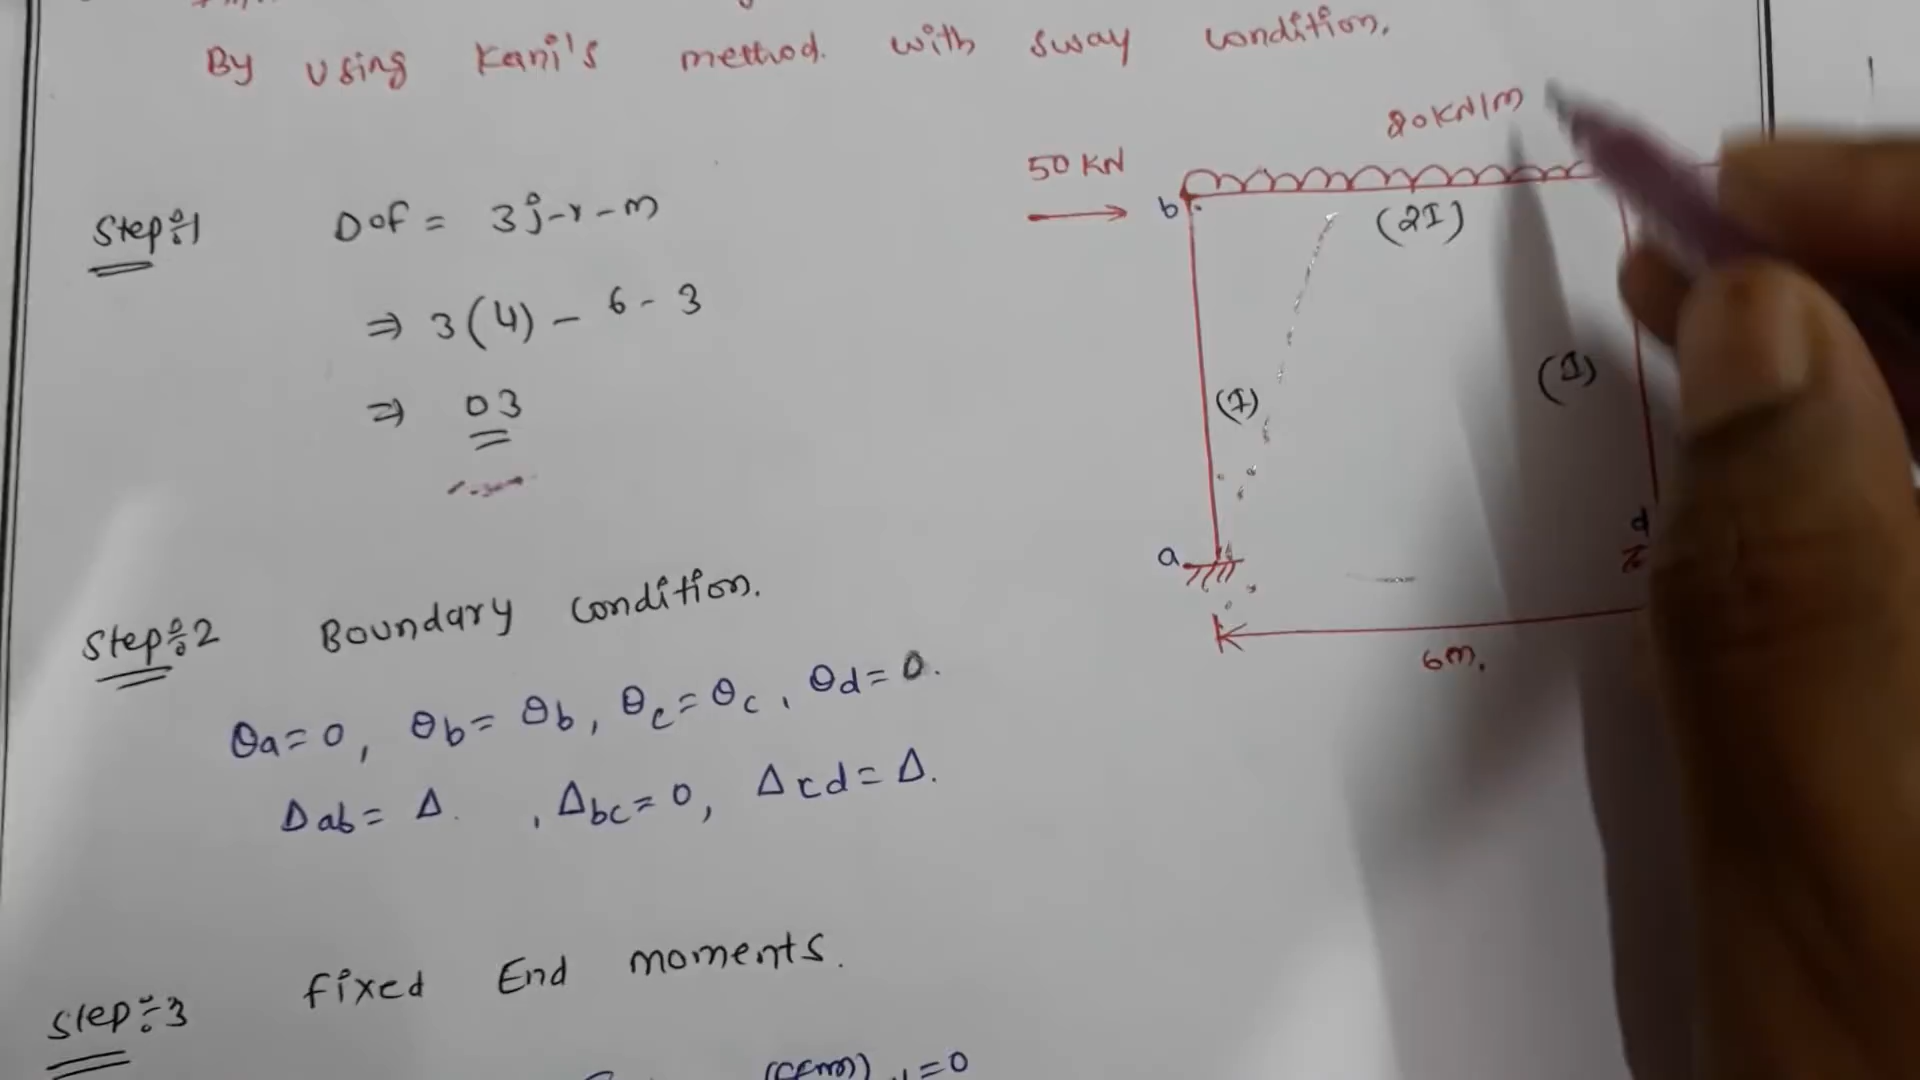 By using Kani's method. with sway condition.
Step:1 Dof = 3j-r-m
⇒ 3(4) - 6 - 3
⇒ 03
Step:2 Boundary condition.
θa=0, θb=θb, θc=θc, θd=0.
Δab=Δ. , Δbc=0, Δcd=Δ.
Step:3 fixed End moments.
=0
50 KN
20KN/m
b
(2I)
(I)
(I)
a
d
6m.